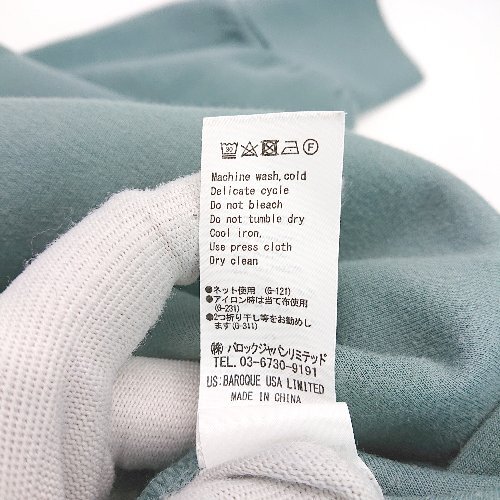 30 F
Machine wash,cold
Delicate cycle
Do not bleach
Do not tumble dry
Cool iron.
Use press cloth
Dry clean
●ネット使用 (G-121)
●アイロン時は当て布使用
(G-231)
●2つ折り干し等をお勧めし
ます(G-311)
㈱バロックジャパンリミテッド
TEL.03-6730-9191
US:BAROQUE USA LIMITED
MADE IN CHINA